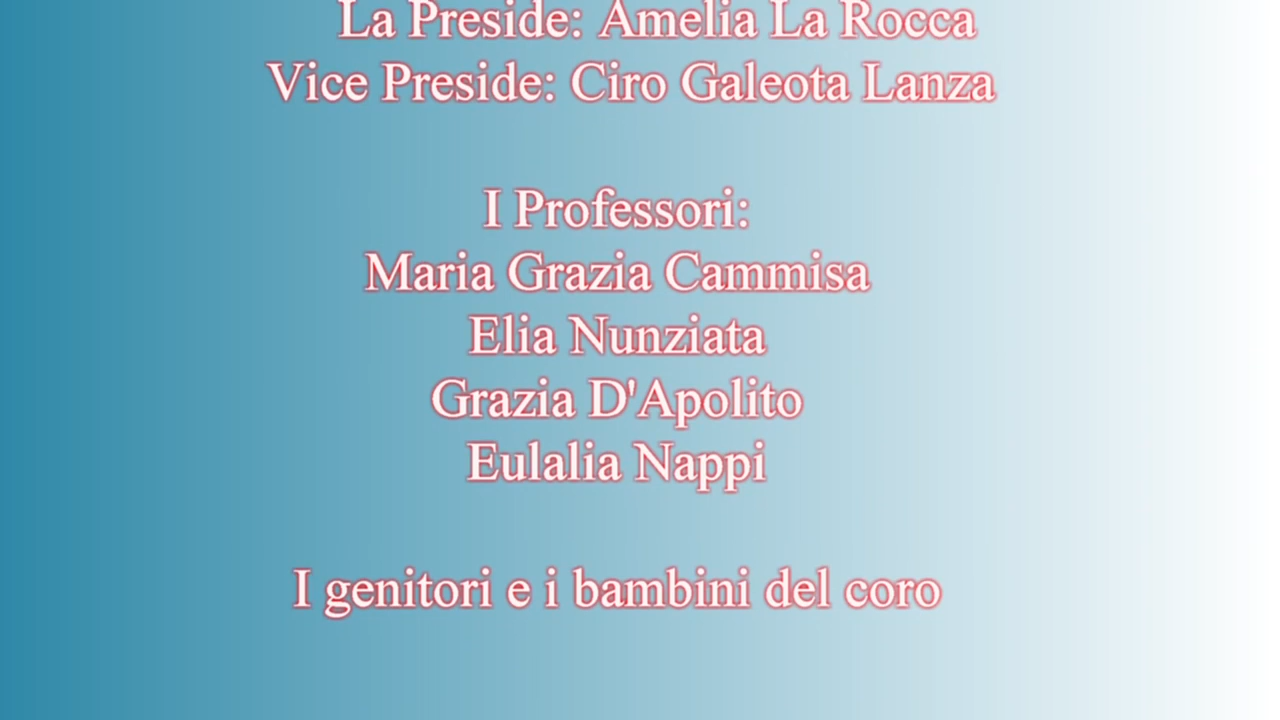 La Preside: Amelia La Rocca
Vice Preside: Ciro Galeota Lanza
I Professori:
Maria Grazia Cammisa
Elia Nunziata
Grazia D'Apolito
Eulalia Nappi
I genitori e i bambini del coro